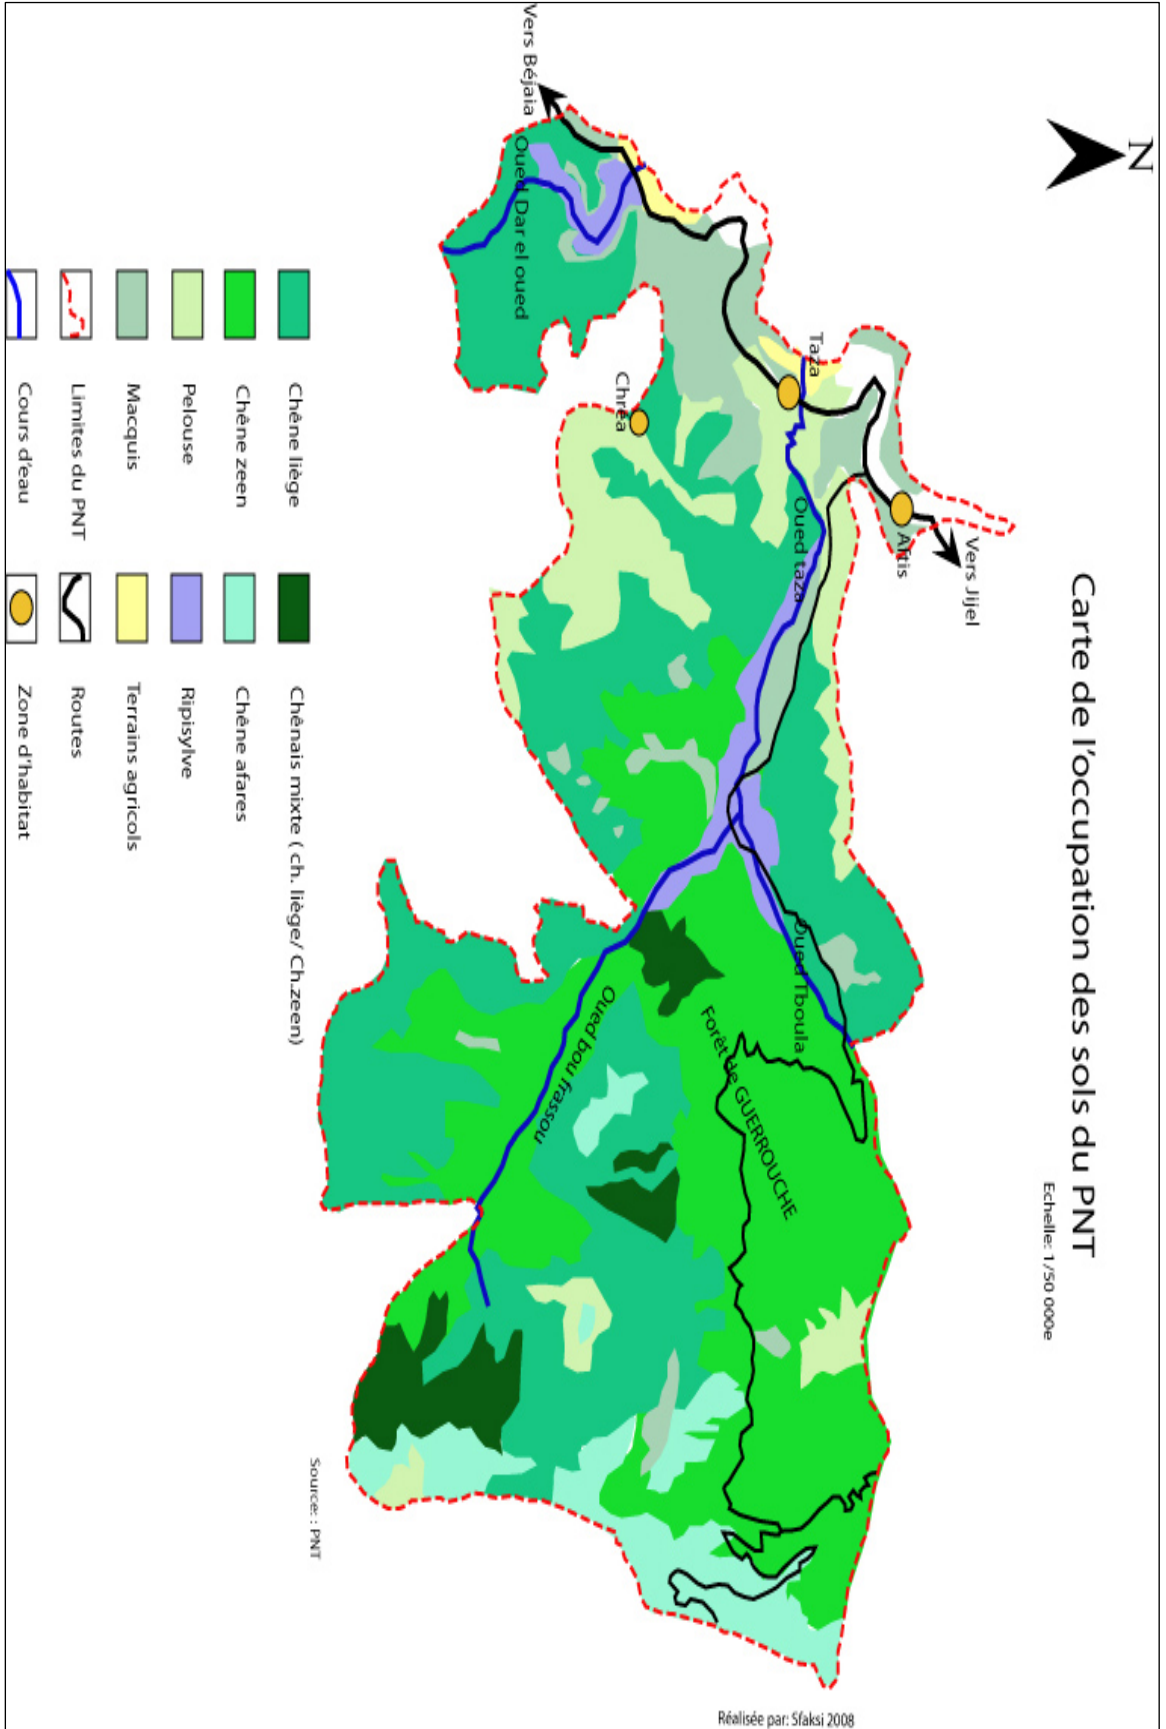 Carte de l'occupation des sols du PNT
Echelle: 1/50 000e
N
Vers Béjaia
Vers Jijel
Aftis
Taza
Chréa
Oued Dar el oued
Oued taza
Oued Tboula
Forêt de GUERROUCHE
Oued bou frassou
Chêne liège
Chêne zeen
Pelouse
Macquis
Limites du PNT
Cours d'eau
Chênais mixte ( ch. liège/ Ch.zeen)
Chêne afares
Ripisylve
Terrains agricols
Routes
Zone d'habitat
Source: : PNT
Réalisée par: Sfaksi 2008